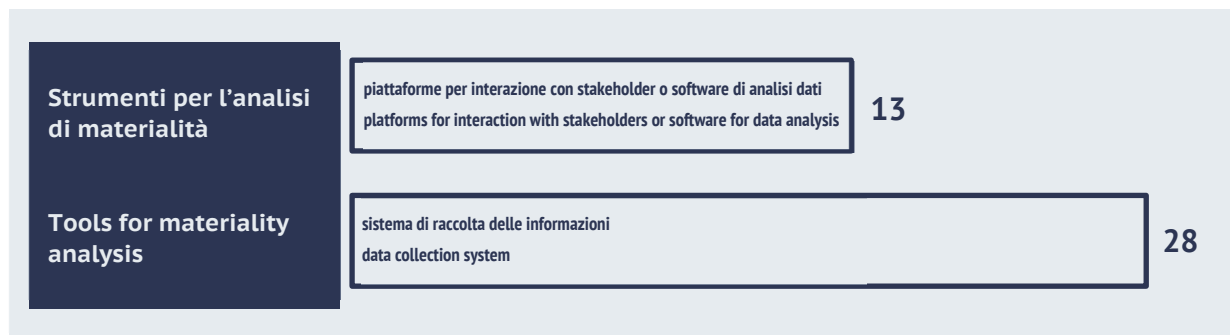 Strumenti per l’analisi
di materialità
piattaforme per interazione con stakeholder o software di analisi dati
platforms for interaction with stakeholders or software for data analysis
13
Tools for materiality
analysis
sistema di raccolta delle informazioni
data collection system
28